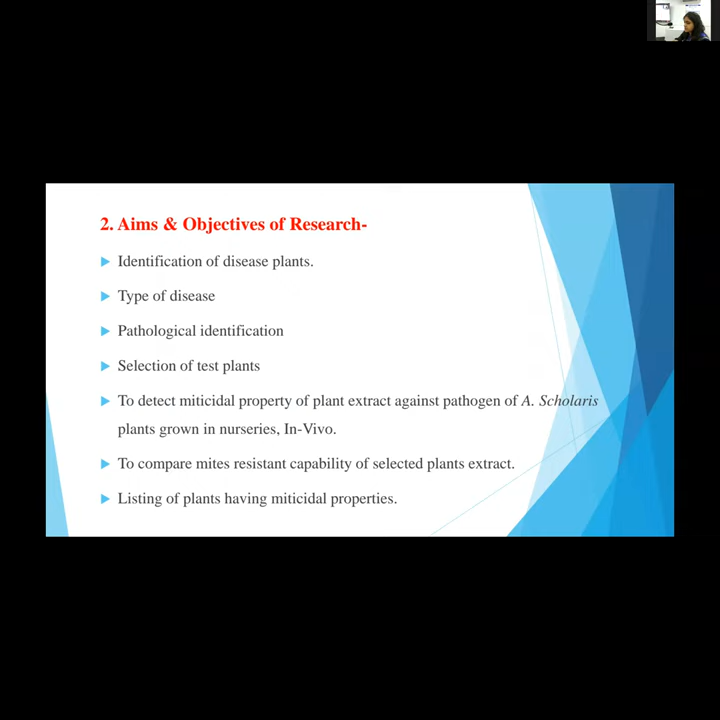 2. Aims & Objectives of Research-
Identification of disease plants.
Type of disease
Pathological identification
Selection of test plants
To detect miticidal property of plant extract against pathogen of A. Scholaris
plants grown in nurseries, In-Vivo.
To compare mites resistant capability of selected plants extract.
Listing of plants having miticidal properties.